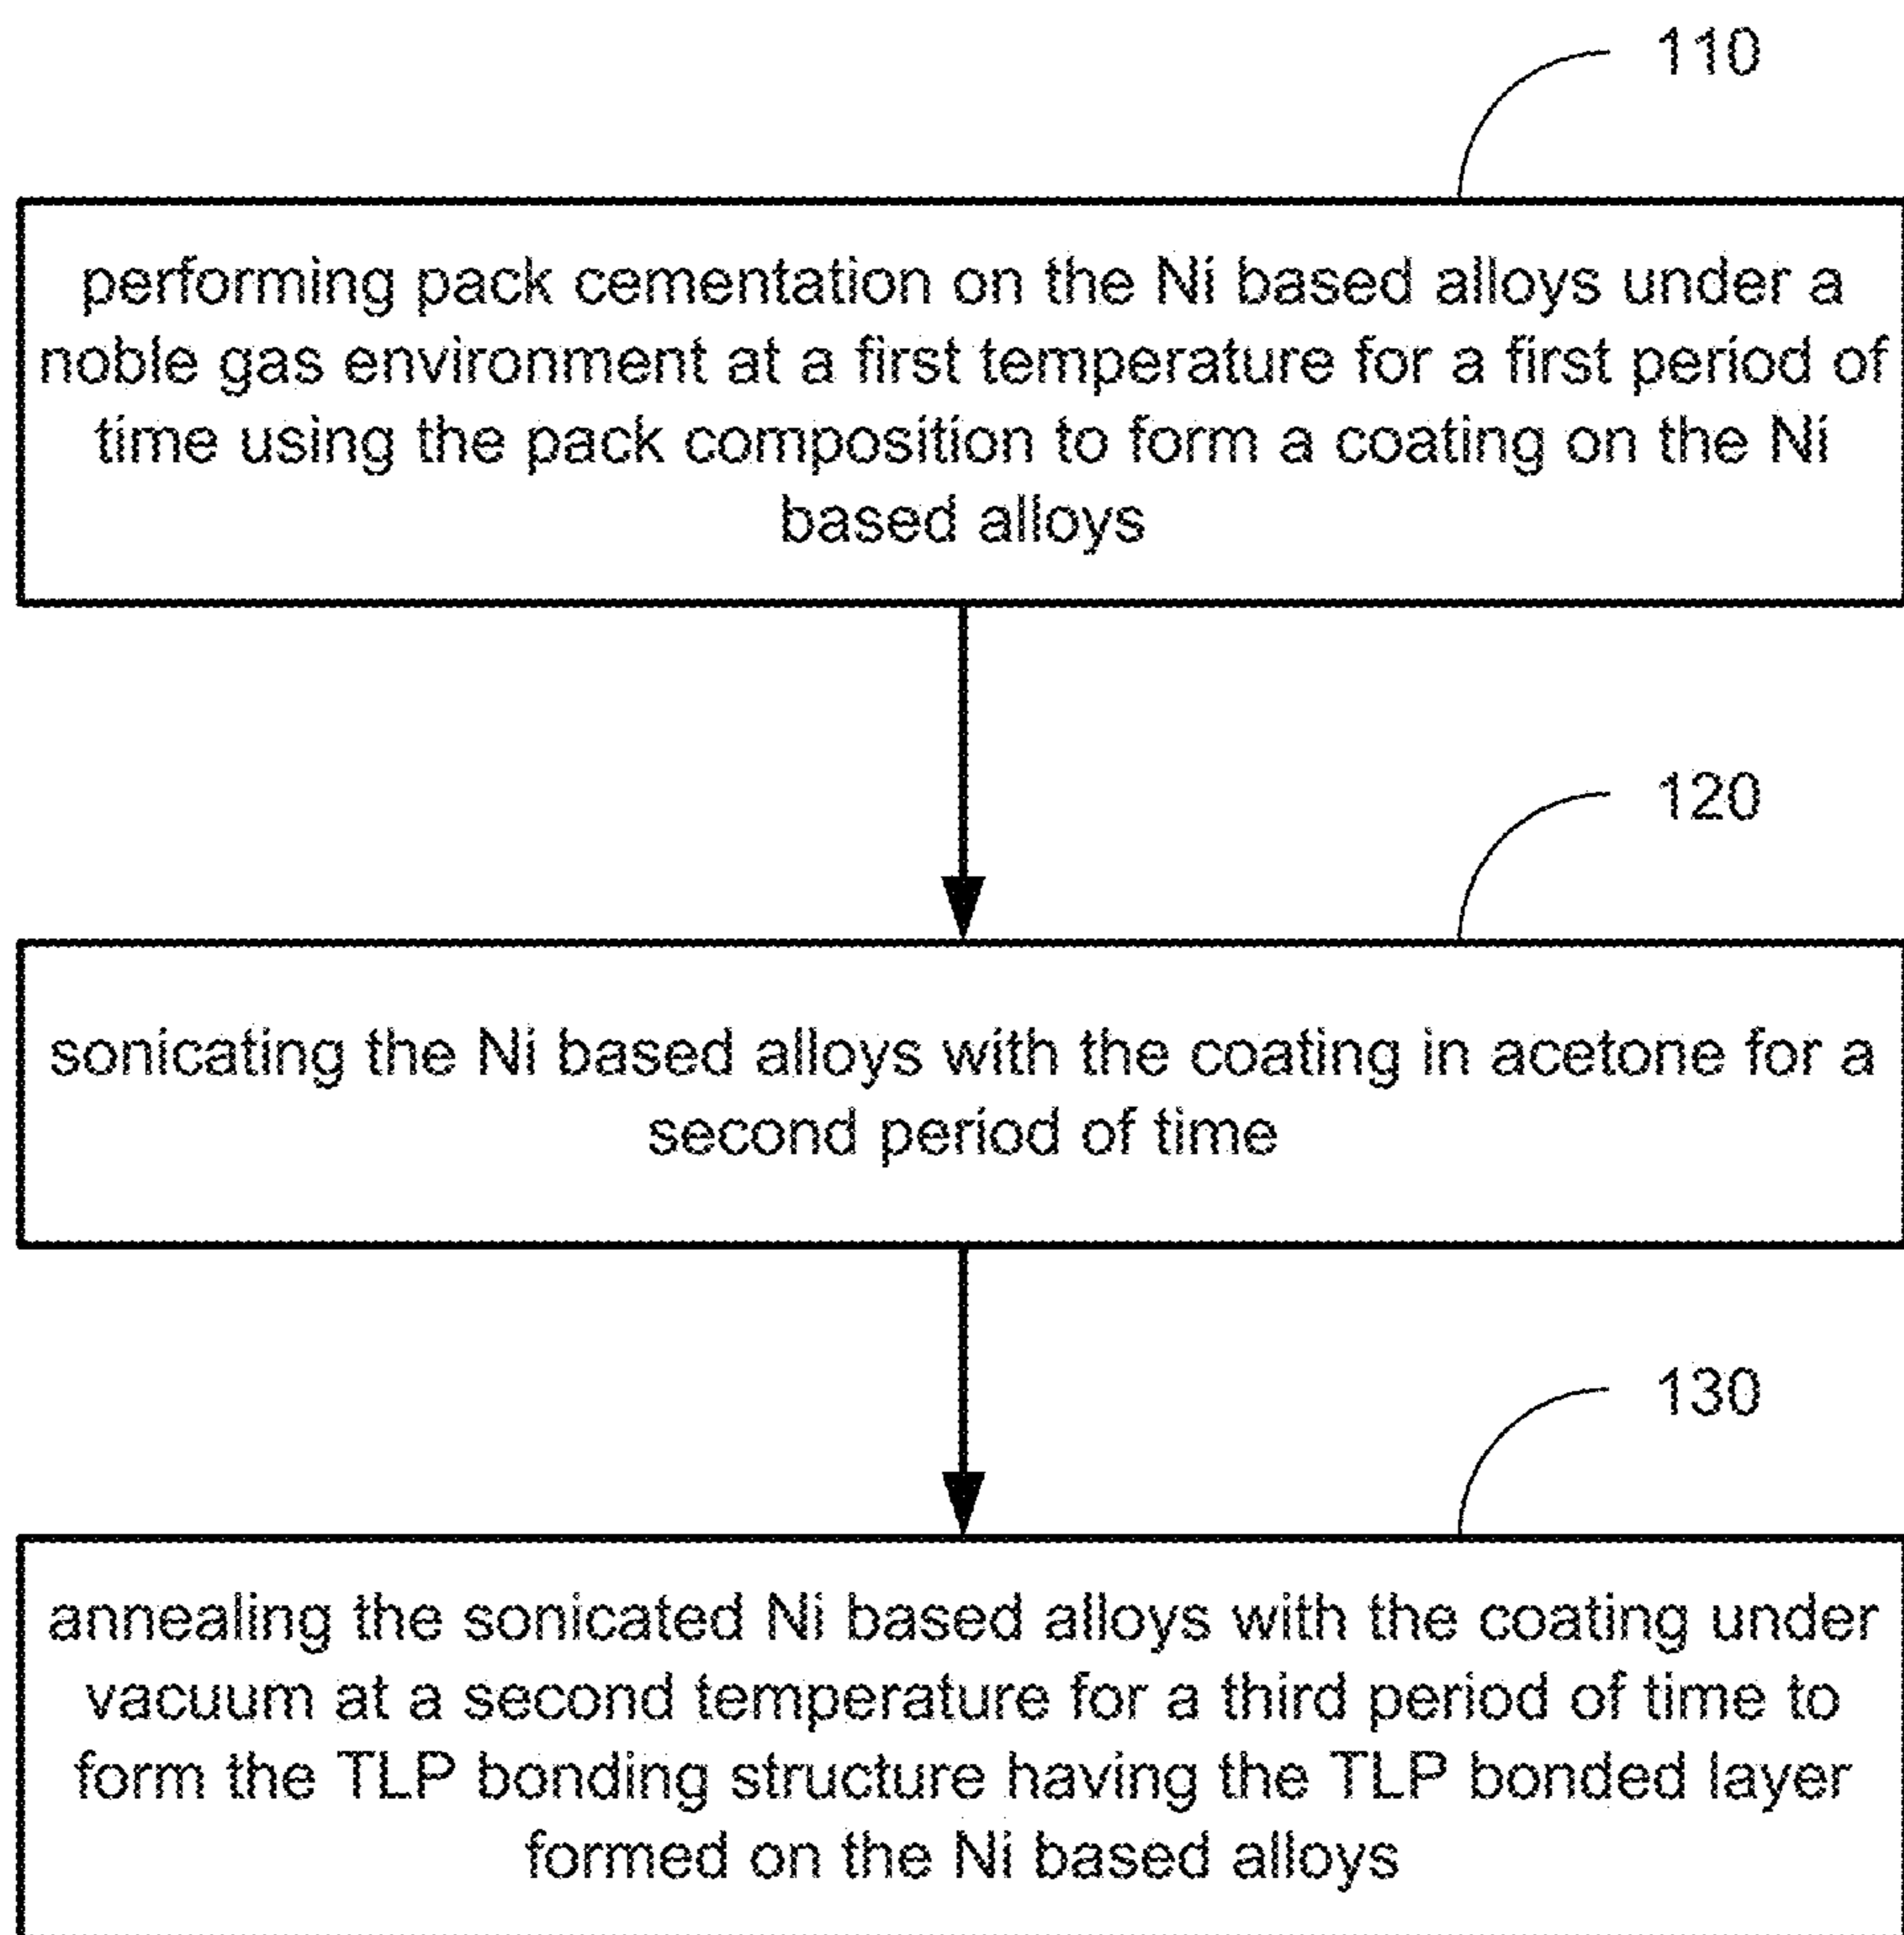 110
performing pack cementation on the Ni based alloys under a
noble gas environment at a first temperature for a first period of
time using the pack composition to form a coating on the Ni
based alloys
120
sonicating the Ni based alloys with the coating in acetone for a
second period of time
130
annealing the sonicated Ni based alloys with the coating under
vacuum at a second temperature for a third period of time to
form the TLP bonding structure having the TLP bonded layer
formed on the Ni based alloys